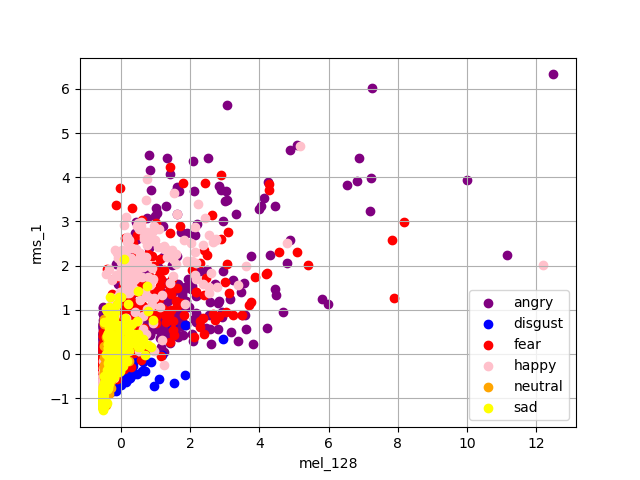 6
5
4
3
2
1
0
−1
rms_1
0
2
4
6
8
10
12
mel_128
angry
disgust
fear
happy
neutral
sad